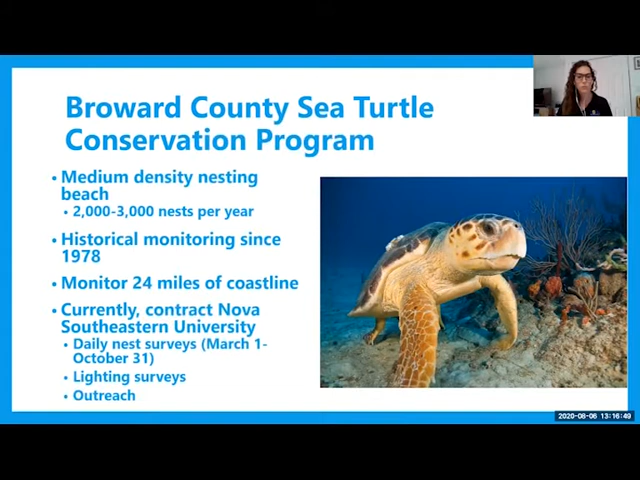 Broward County Sea Turtle
Conservation Program
• Medium density nesting
beach
• 2,000-3,000 nests per year
• Historical monitoring since
1978
• Monitor 24 miles of coastline
• Currently, contract Nova
Southeastern University
• Daily nest surveys (March 1-
October 31)
• Lighting surveys
• Outreach
2020-08-06 13:16:49